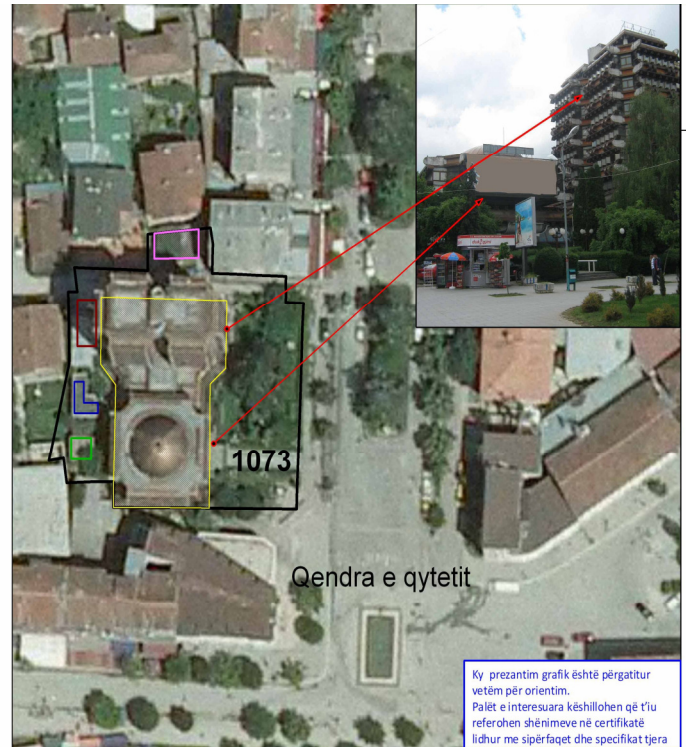 1073
Qendra e qytetit
Ky prezantim grafik është përgatitur
vetëm për orientim.
Palët e interesuara këshillohen që t'iu
referohen shënimeve në certifikatë
lidhur me sipërfaqet dhe specifikat tjera